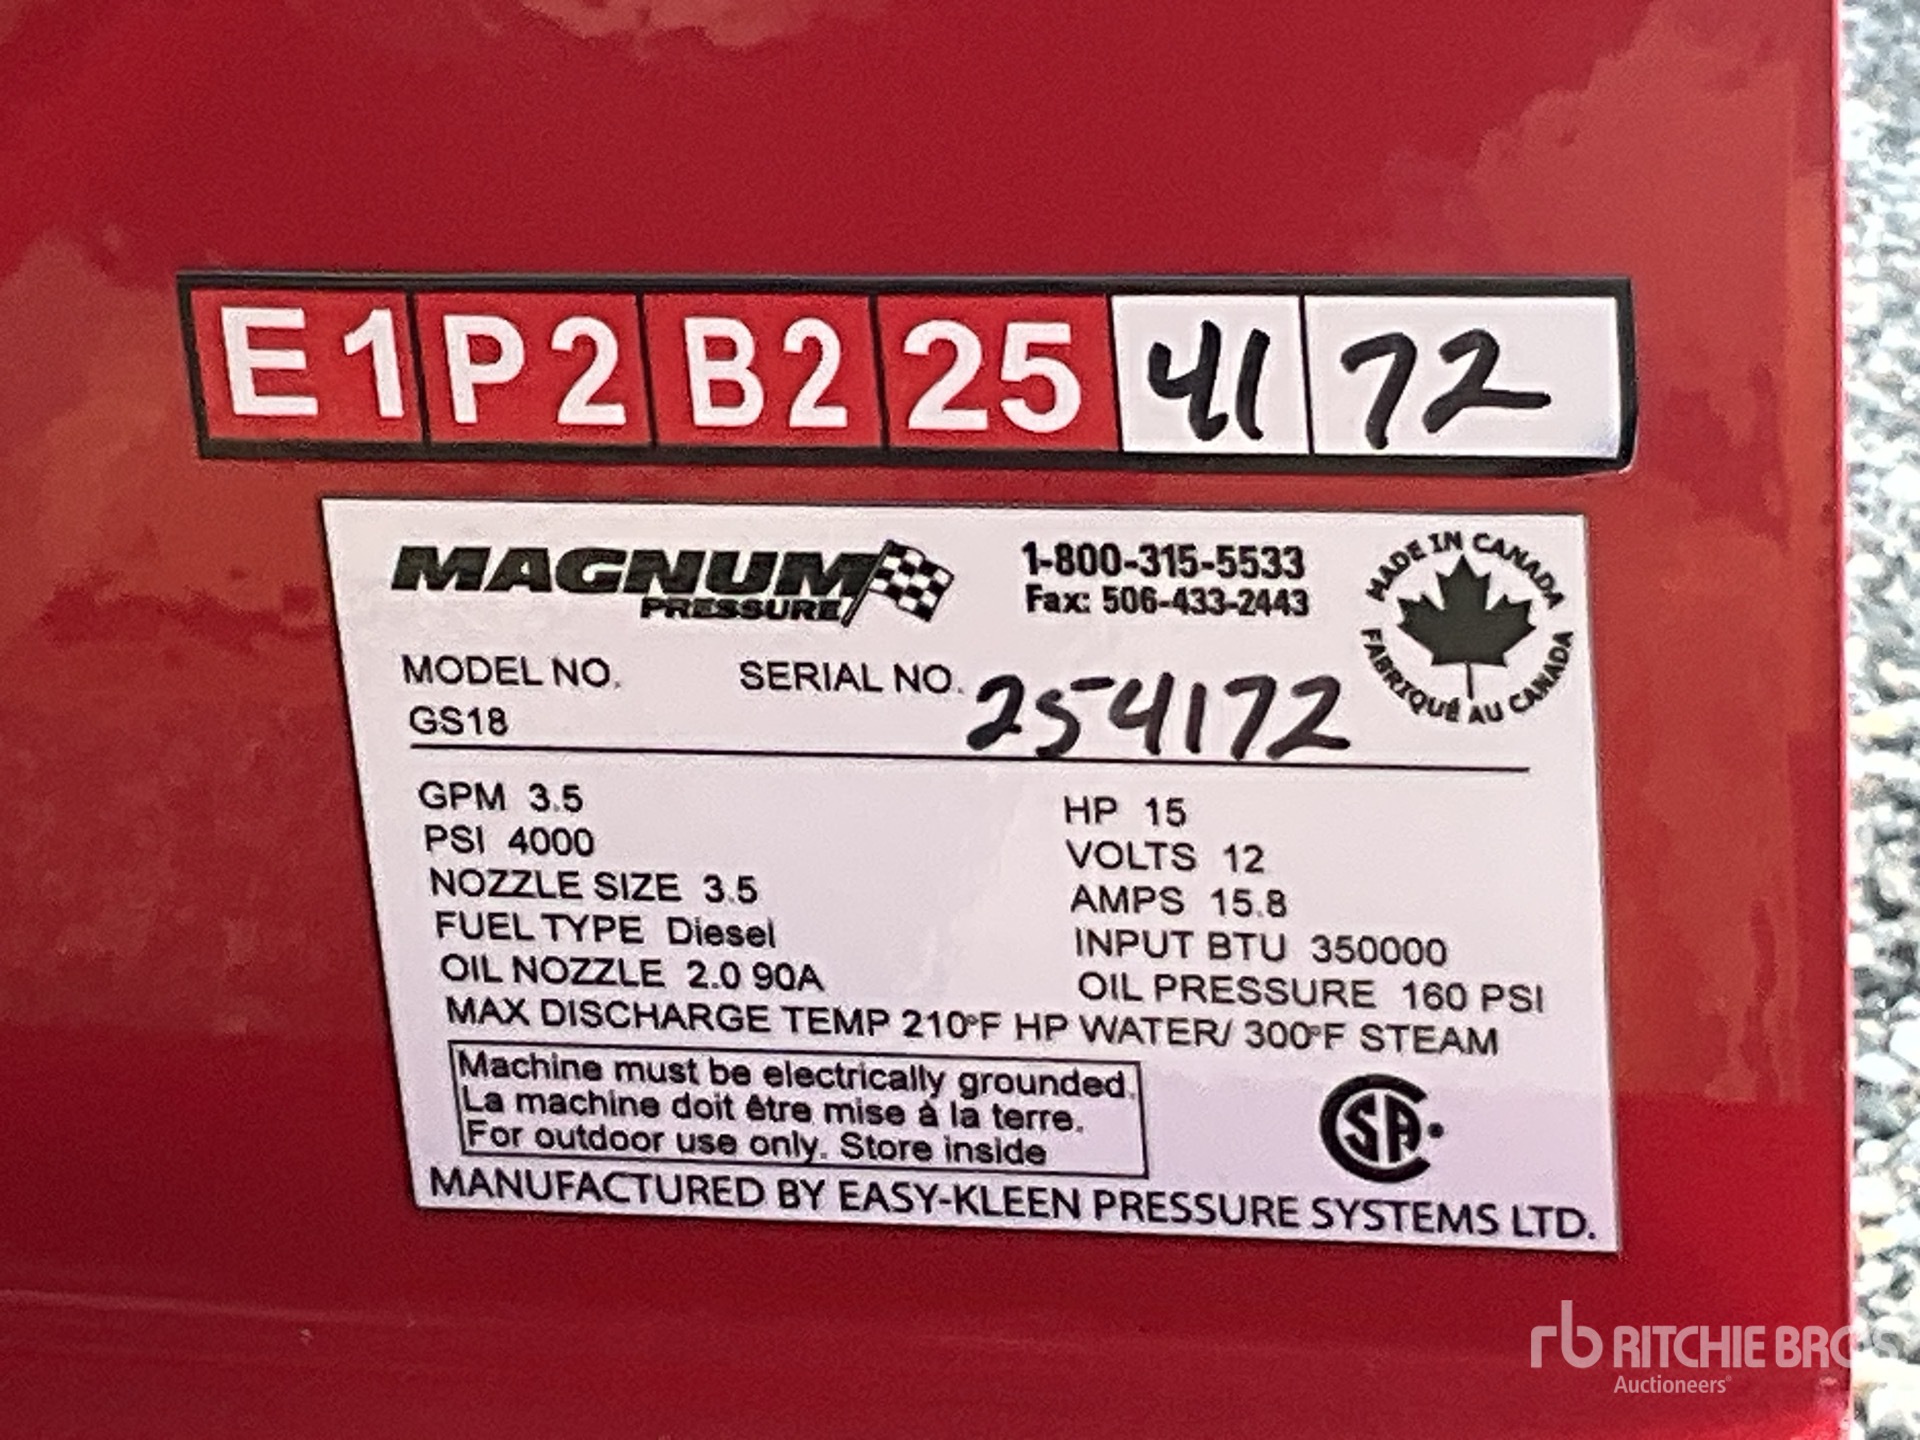 E1 P2 B2 25 41 72
MAGNUM
PRESSURE
1-800-315-5533
Fax: 506-433-2443
MADE IN CANADA
FABRIQUÉ AU CANADA
MODEL NO. SERIAL NO. 254172
GS18
GPM 3.5 HP 15
PSI 4000 VOLTS 12
NOZZLE SIZE 3.5 AMPS 15.8
FUEL TYPE Diesel INPUT BTU 350000
OIL NOZZLE 2.0 90A OIL PRESSURE 160 PSI
MAX DISCHARGE TEMP 210°F HP WATER/ 300°F STEAM
Machine must be electrically grounded.
La machine doit être mise à la terre.
For outdoor use only. Store inside
CSA
MANUFACTURED BY EASY-KLEEN PRESSURE SYSTEMS LTD.
rb RITCHIE BROS
Auctioneers